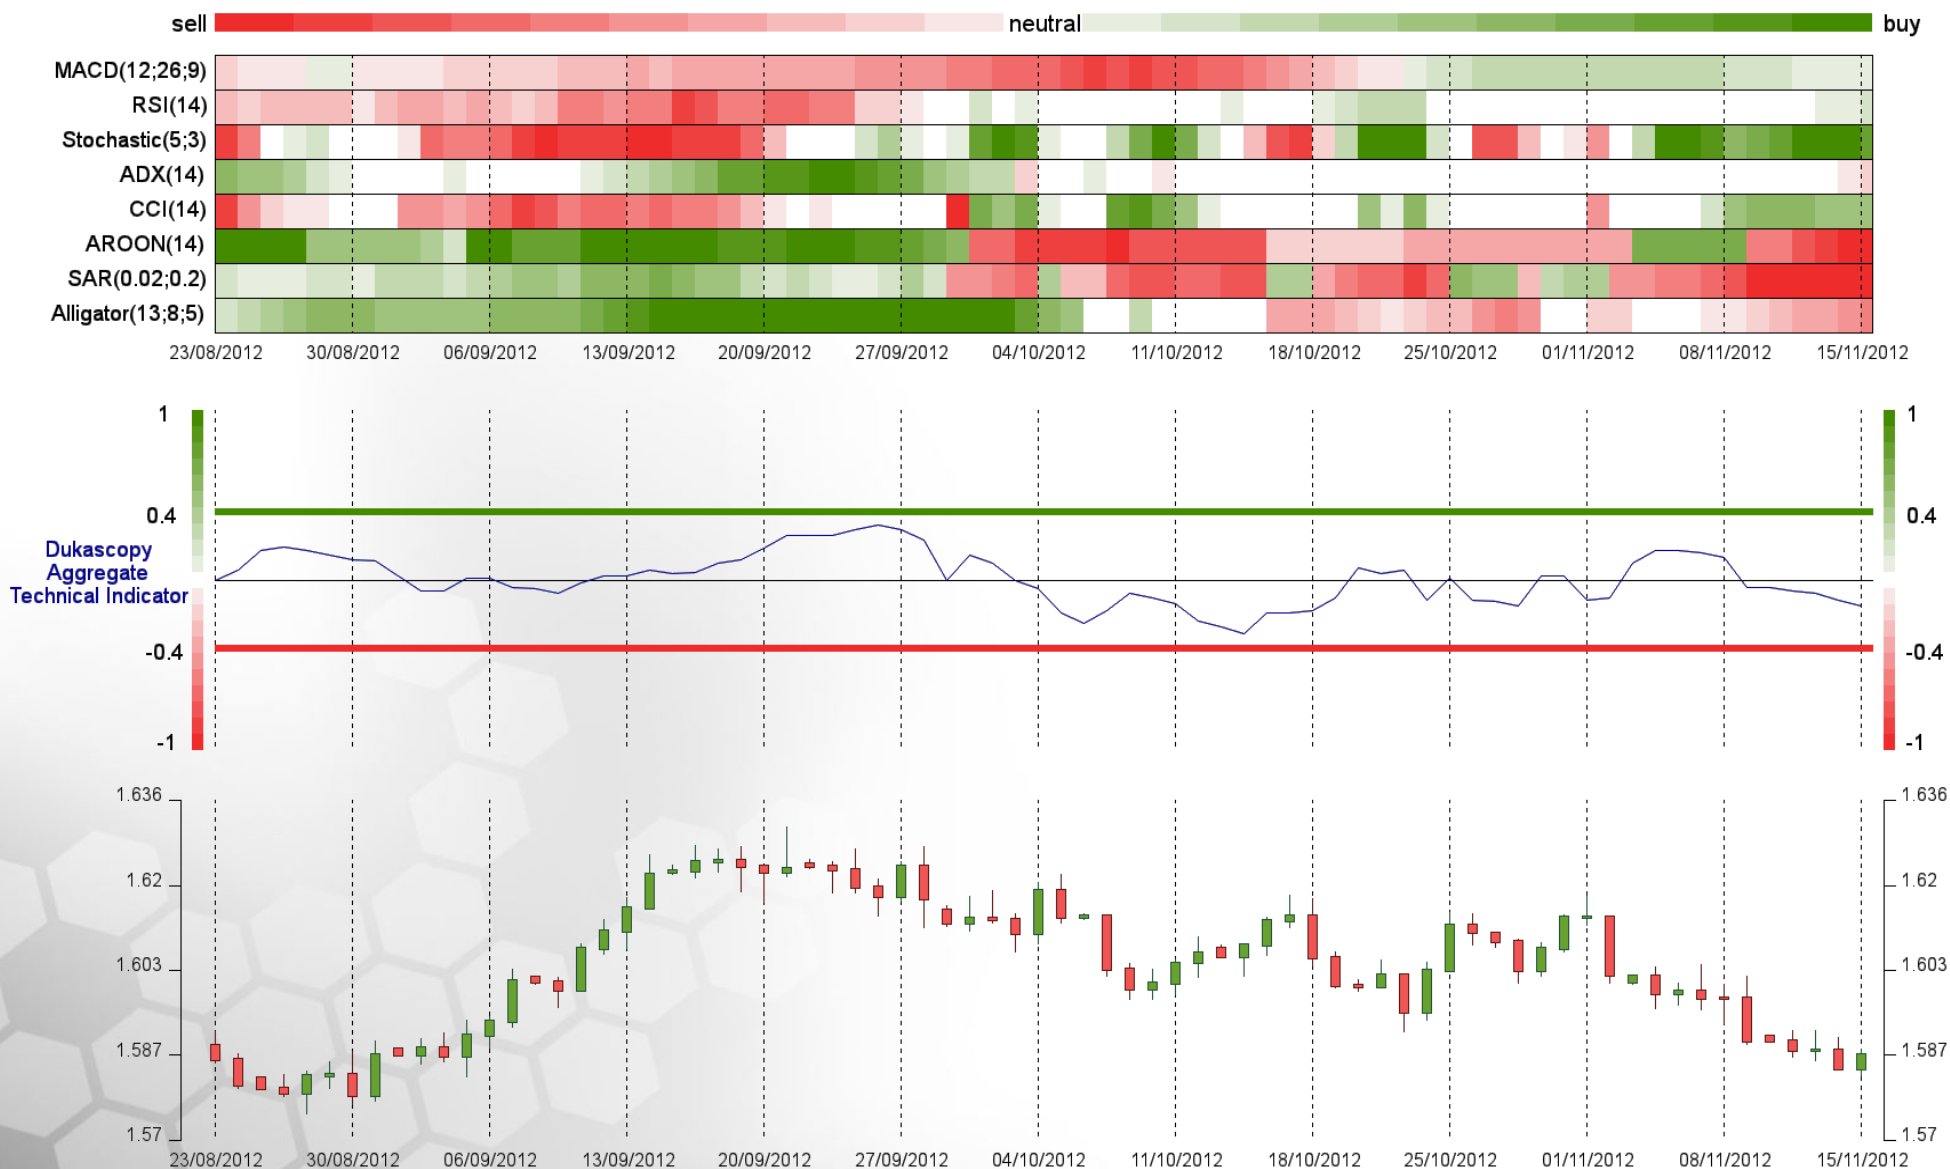 sell neutral buy
MACD(12;26;9)
RSI(14)
Stochastic(5;3)
ADX(14)
CCI(14)
AROON(14)
SAR(0.02;0.2)
Alligator(13;8;5)
23/08/2012 30/08/2012 06/09/2012 13/09/2012 20/09/2012 27/09/2012 04/10/2012 11/10/2012 18/10/2012 25/10/2012 01/11/2012 08/11/2012 15/11/2012
1 1
0.4 0.4
Dukascopy
Aggregate
Technical Indicator
-0.4 -0.4
-1 -1
1.636 1.636
1.62 1.62
1.603 1.603
1.587 1.587
1.57 1.57
23/08/2012 30/08/2012 06/09/2012 13/09/2012 20/09/2012 27/09/2012 04/10/2012 11/10/2012 18/10/2012 25/10/2012 01/11/2012 08/11/2012 15/11/2012